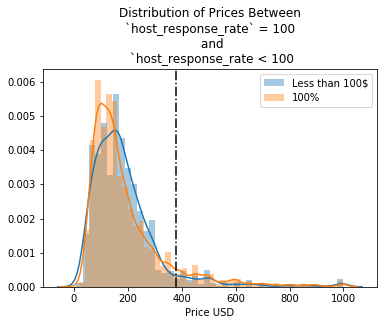 Distribution of Prices Between
`host_response_rate` = 100
and
`host_response_rate < 100
Less than 100$
100%
0.006
0.005
0.004
0.003
0.002
0.001
0.000
0 200 400 600 800 1000
Price USD